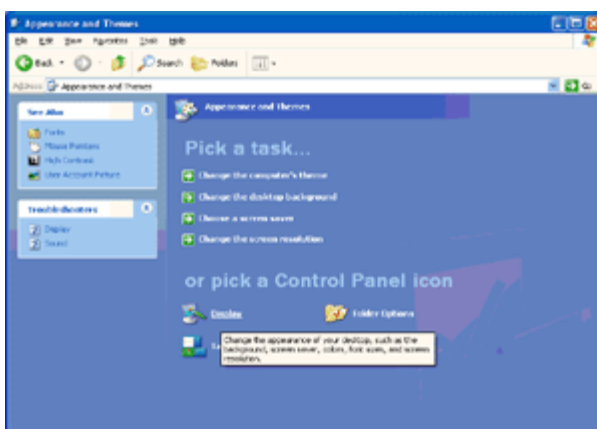 Appearance and Themes
File Edit View Favorites Tools Help
Back Search Folders
Address Appearance and Themes Go
See Also
Fonts
Mouse Pointers
High Contrast
User Account Picture
Troubleshooters
Display
Sound
Appearance and Themes
Pick a task...
Change the computer's theme
Change the desktop background
Choose a screen saver
Change the screen resolution
or pick a Control Panel icon
Display Folder Options
Change the appearance of your desktop, such as the
background, screen saver, colors, font sizes, and screen
resolution.